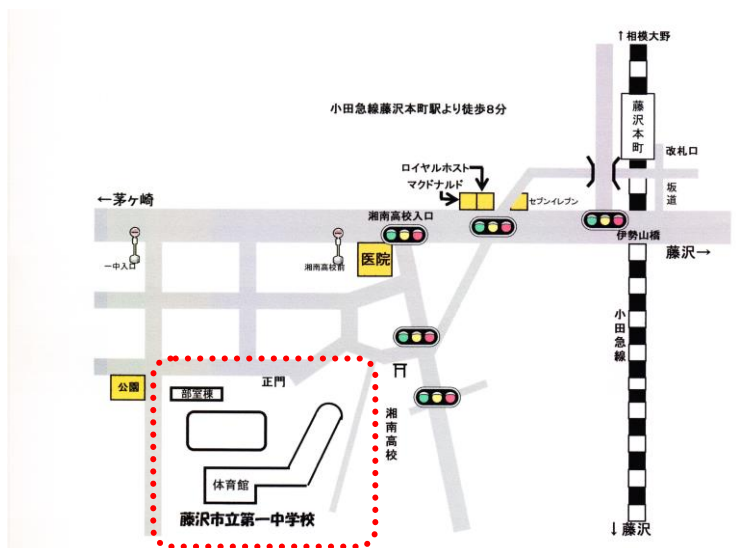 ↑相模大野
小田急線藤沢本町駅より徒歩8分
藤沢本町
改札口
ロイヤルホスト
マクドナルド
坂道
←茅ヶ崎
セブンイレブン
湘南高校入口
伊勢山橋
藤沢→
医院
一中入口
湘南高校前
小田急線
公園
正門
部室棟
湘南高校
体育館
藤沢市立第一中学校
↓藤沢